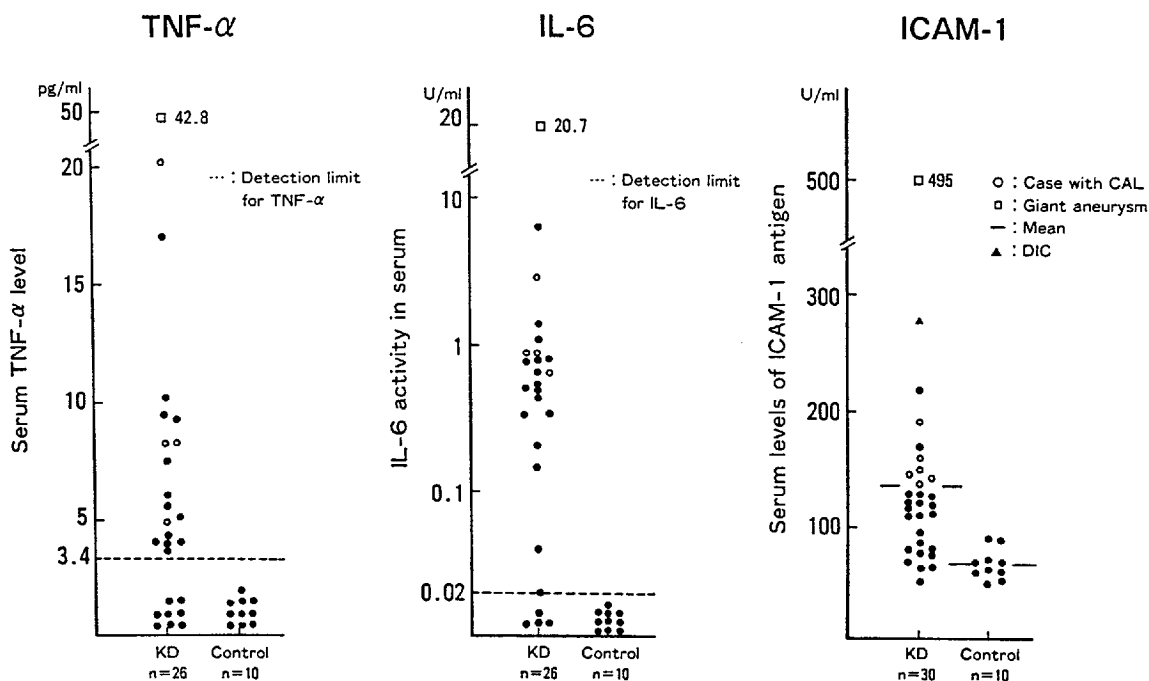 TNF-α
pg/ml
50
20
15
10
5
3.4
Serum TNF-α level
42.8
--- : Detection limit
for TNF-α
KD
n=26
Control
n=10
IL-6
U/ml
20
10
1
0.1
0.02
IL-6 activity in serum
20.7
--- : Detection limit
for IL-6
KD
n=26
Control
n=10
ICAM-1
U/ml
500
300
200
100
Serum levels of ICAM-1 antigen
495
○ : Case with CAL
□ : Giant aneurysm
— : Mean
▲ : DIC
KD
n=30
Control
n=10